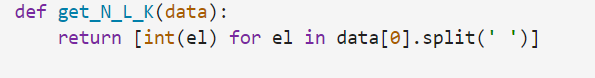 def get_N_L_K(data):
    return [int(el) for el in data[0].split(' ')]